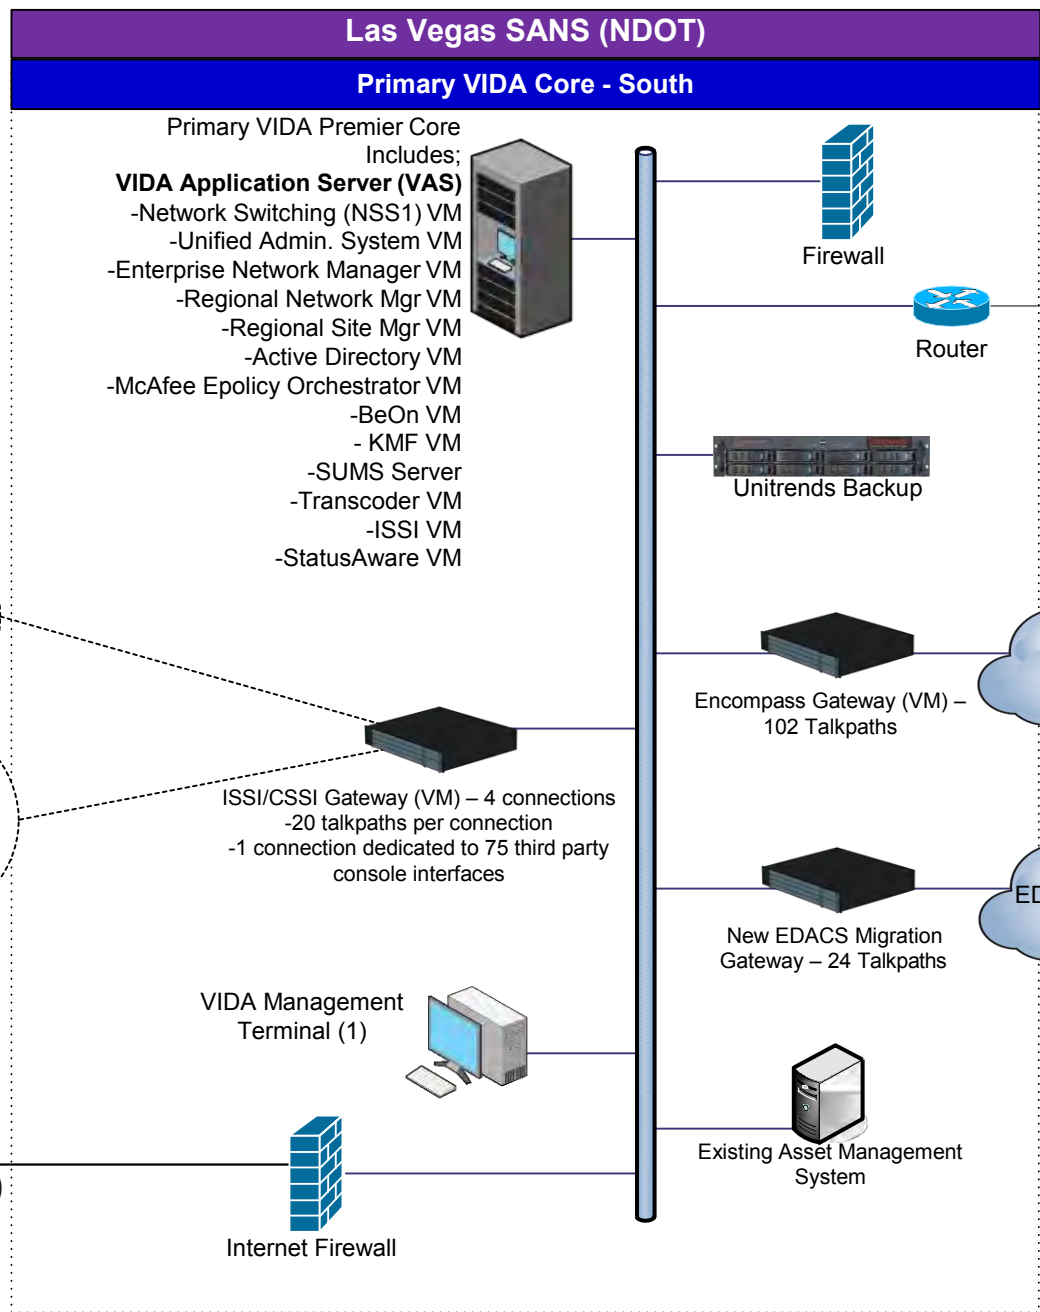 Las Vegas SANS (NDOT)
Primary VIDA Core - South
Primary VIDA Premier Core
Includes;
VIDA Application Server (VAS)
-Network Switching (NSS1) VM
-Unified Admin. System VM
-Enterprise Network Manager VM
-Regional Network Mgr VM
-Regional Site Mgr VM
-Active Directory VM
-McAfee Epolicy Orchestrator VM
-BeOn VM
- KMF VM
-SUMS Server
-Transcoder VM
-ISSI VM
-StatusAware VM
Firewall
Router
Unitrends
Unitrends Backup
Encompass Gateway (VM) –
102 Talkpaths
ISSI/CSSI Gateway (VM) – 4 connections
-20 talkpaths per connection
-1 connection dedicated to 75 third party
console interfaces
ED
New EDACS Migration
Gateway – 24 Talkpaths
VIDA Management
Terminal (1)
Existing Asset Management
System
Internet Firewall